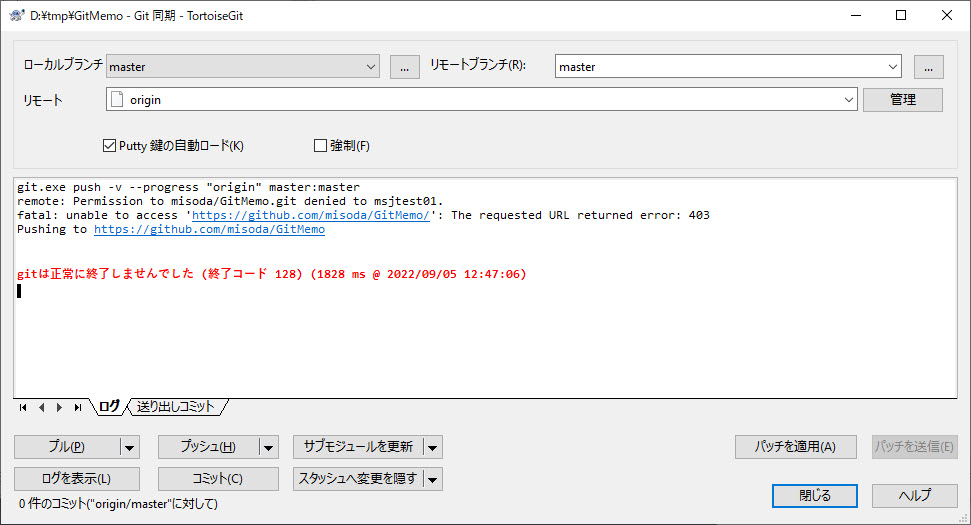 D:¥tmp¥GitMemo - Git 同期 - TortoiseGit
ローカルブランチ master ... リモートブランチ(R): master ...
リモート origin 管理
Putty 鍵の自動ロード(K) 強制(F)
git.exe push -v --progress "origin" master:master
remote: Permission to misoda/GitMemo.git denied to msjtest01.
fatal: unable to access 'https://github.com/misoda/GitMemo/': The requested URL returned error: 403
Pushing to https://github.com/misoda/GitMemo
gitは正常に終了しませんでした (終了コード 128) (1828 ms @ 2022/09/05 12:47:06)
ログ 送り出しコミット
プル(P) プッシュ(H) サブモジュールを更新 パッチを適用(A) パッチを送信(E)
ログを表示(L) コミット(C) スタッシュへ変更を隠す
閉じる ヘルプ
0 件のコミット("origin/master"に対して)